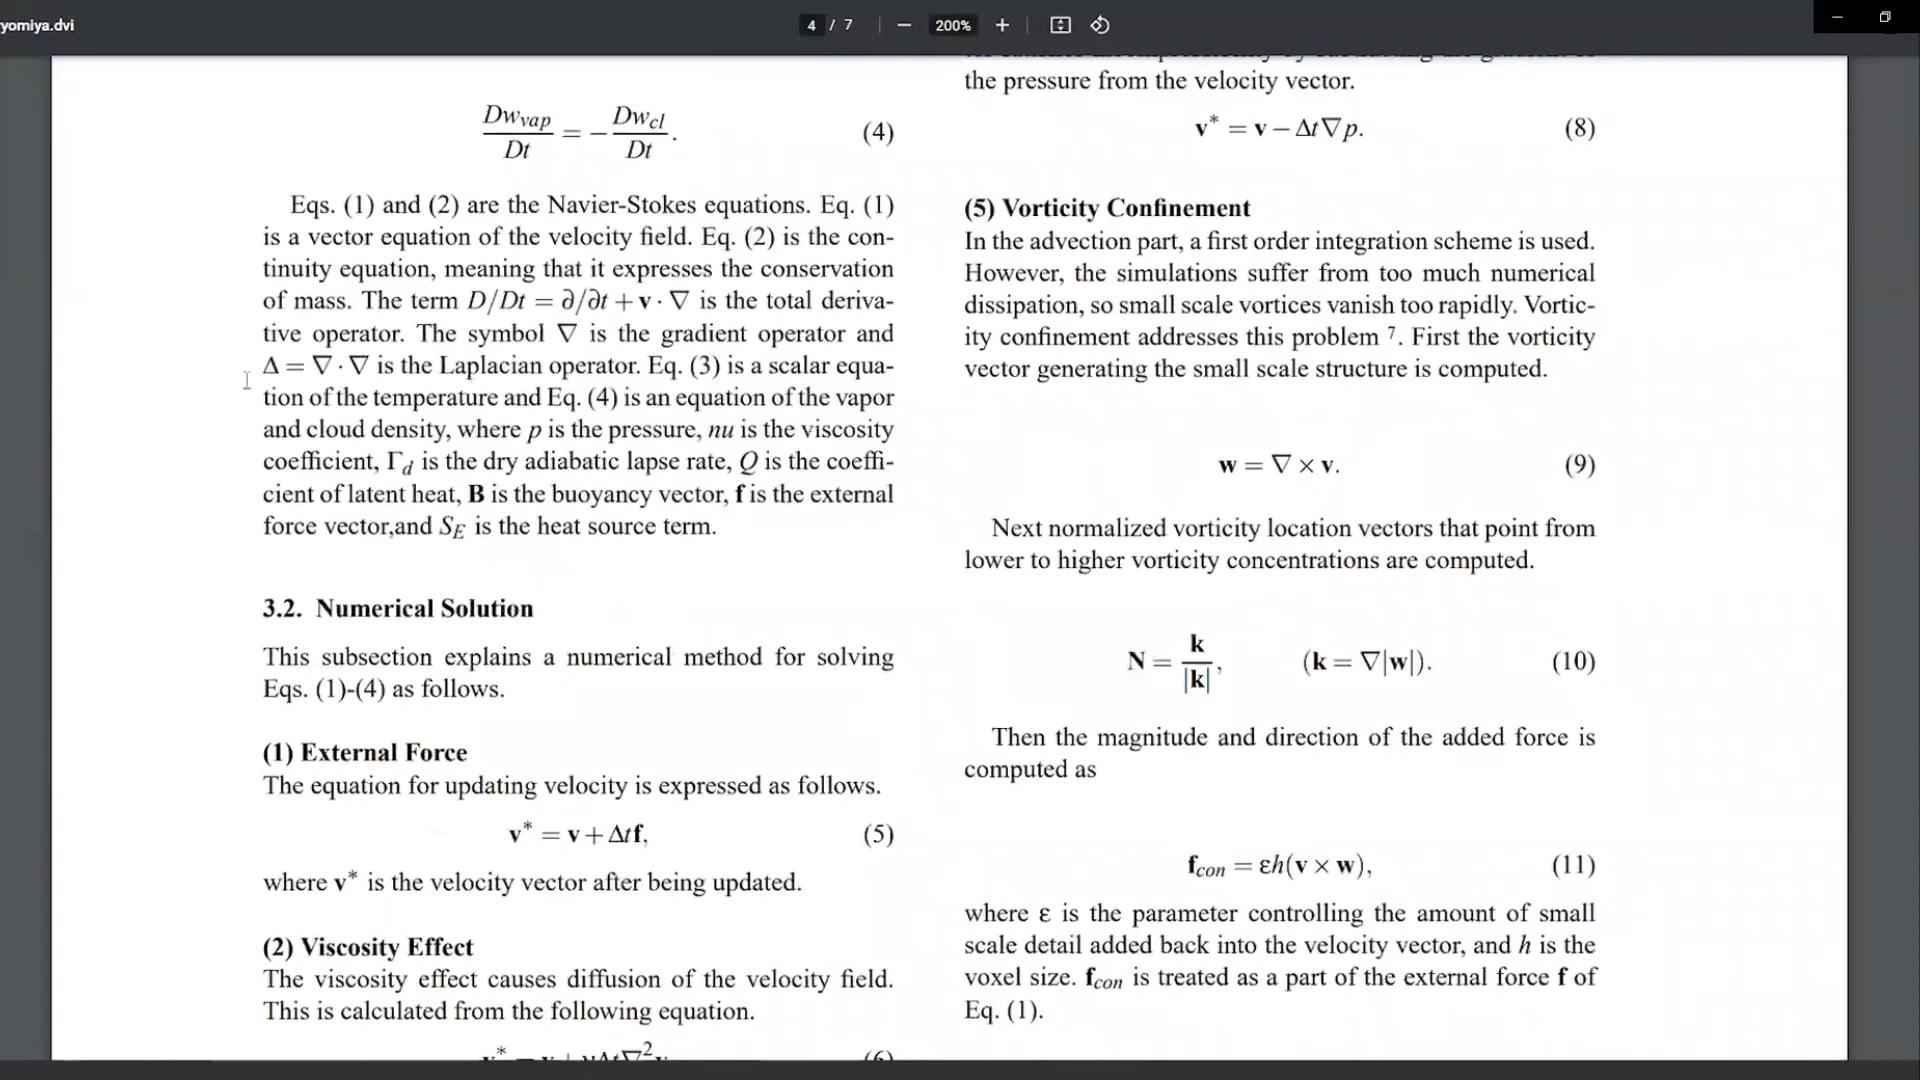 yomiya.dvi
4 / 7
200%
Dw_vap/Dt = −Dw_cl/Dt. (4)
Eqs. (1) and (2) are the Navier-Stokes equations. Eq. (1)
is a vector equation of the velocity field. Eq. (2) is the con-
tinuity equation, meaning that it expresses the conservation
of mass. The term D/Dt = ∂/∂t + v · ∇ is the total deriva-
tive operator. The symbol ∇ is the gradient operator and
Δ = ∇ · ∇ is the Laplacian operator. Eq. (3) is a scalar equa-
tion of the temperature and Eq. (4) is an equation of the vapor
and cloud density, where p is the pressure, nu is the viscosity
coefficient, Γ_d is the dry adiabatic lapse rate, Q is the coeffi-
cient of latent heat, B is the buoyancy vector, f is the external
force vector,and S_E is the heat source term.
3.2. Numerical Solution
This subsection explains a numerical method for solving
Eqs. (1)-(4) as follows.
(1) External Force
The equation for updating velocity is expressed as follows.
v* = v + Δtf, (5)
where v* is the velocity vector after being updated.
(2) Viscosity Effect
The viscosity effect causes diffusion of the velocity field.
This is calculated from the following equation.
the pressure from the velocity vector.
v* = v − Δt∇p. (8)
(5) Vorticity Confinement
In the advection part, a first order integration scheme is used.
However, the simulations suffer from too much numerical
dissipation, so small scale vortices vanish too rapidly. Vortic-
ity confinement addresses this problem ⁷. First the vorticity
vector generating the small scale structure is computed.
w = ∇ × v. (9)
Next normalized vorticity location vectors that point from
lower to higher vorticity concentrations are computed.
N = k/|k|, (k = ∇|w|). (10)
Then the magnitude and direction of the added force is
computed as
f_con = εh(v × w), (11)
where ε is the parameter controlling the amount of small
scale detail added back into the velocity vector, and h is the
voxel size. f_con is treated as a part of the external force f of
Eq. (1).